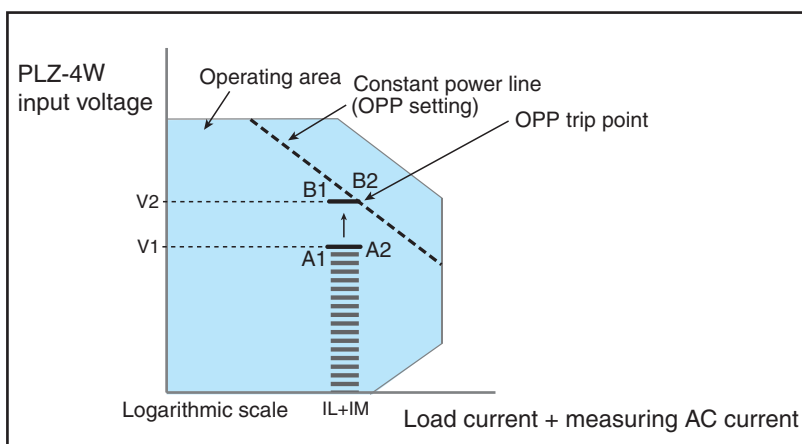 PLZ-4W
input voltage
Operating area
Constant power line
(OPP setting)
OPP trip point
B1
B2
V2
V1
A1
A2
Logarithmic scale
IL+IM
Load current + measuring AC current